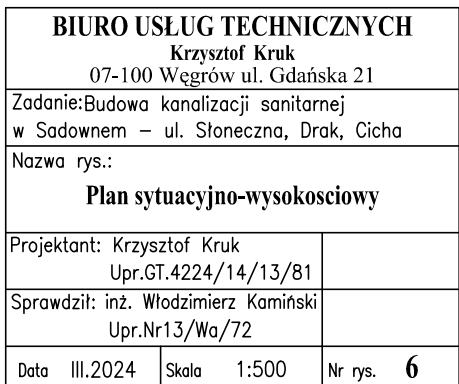 BIURO USŁUG TECHNICZNYCH
Krzysztof Kruk
07-100 Węgrów ul. Gdańska 21
Zadanie:Budowa kanalizacji sanitarnej
w Sadownem – ul. Słoneczna, Drak, Cicha
Nazwa rys.:
Plan sytuacyjno-wysokosciowy
Projektant: Krzysztof Kruk
Upr.GT.4224/14/13/81
Sprawdził: inż. Włodzimierz Kamiński
Upr.Nr13/Wa/72
Data III.2024 Skala 1:500 Nr rys. 6